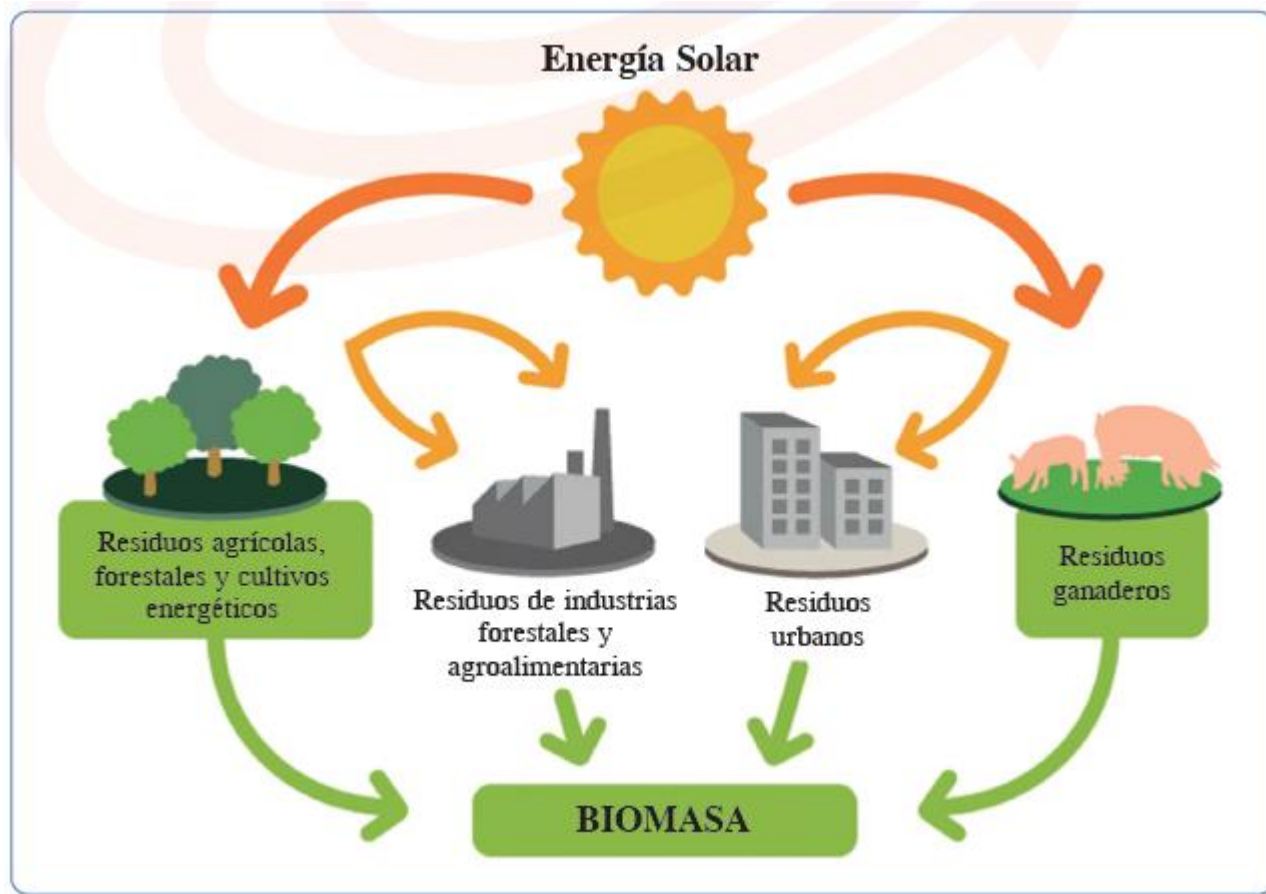 Energía Solar
Residuos agrícolas,
forestales y cultivos
energéticos
Residuos de industrias
forestales y
agroalimentarias
Residuos
urbanos
Residuos
ganaderos
BIOMASA